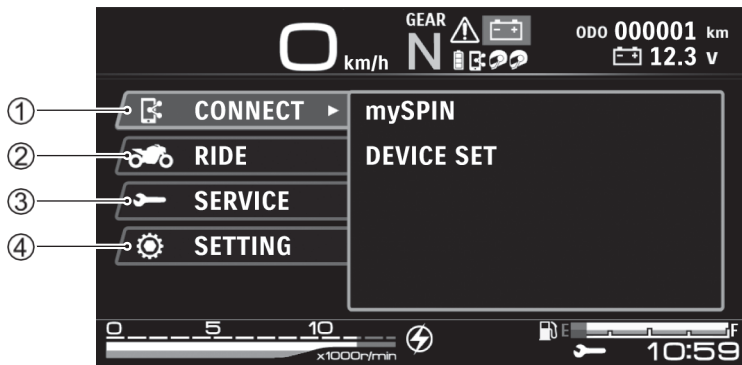 GEAR
0 km/h N
ODO 000001 km
12.3 V
① CONNECT
mySPIN
② RIDE
DEVICE SET
③ SERVICE
④ SETTING
0 5 10
x1000r/min
E F
10:59